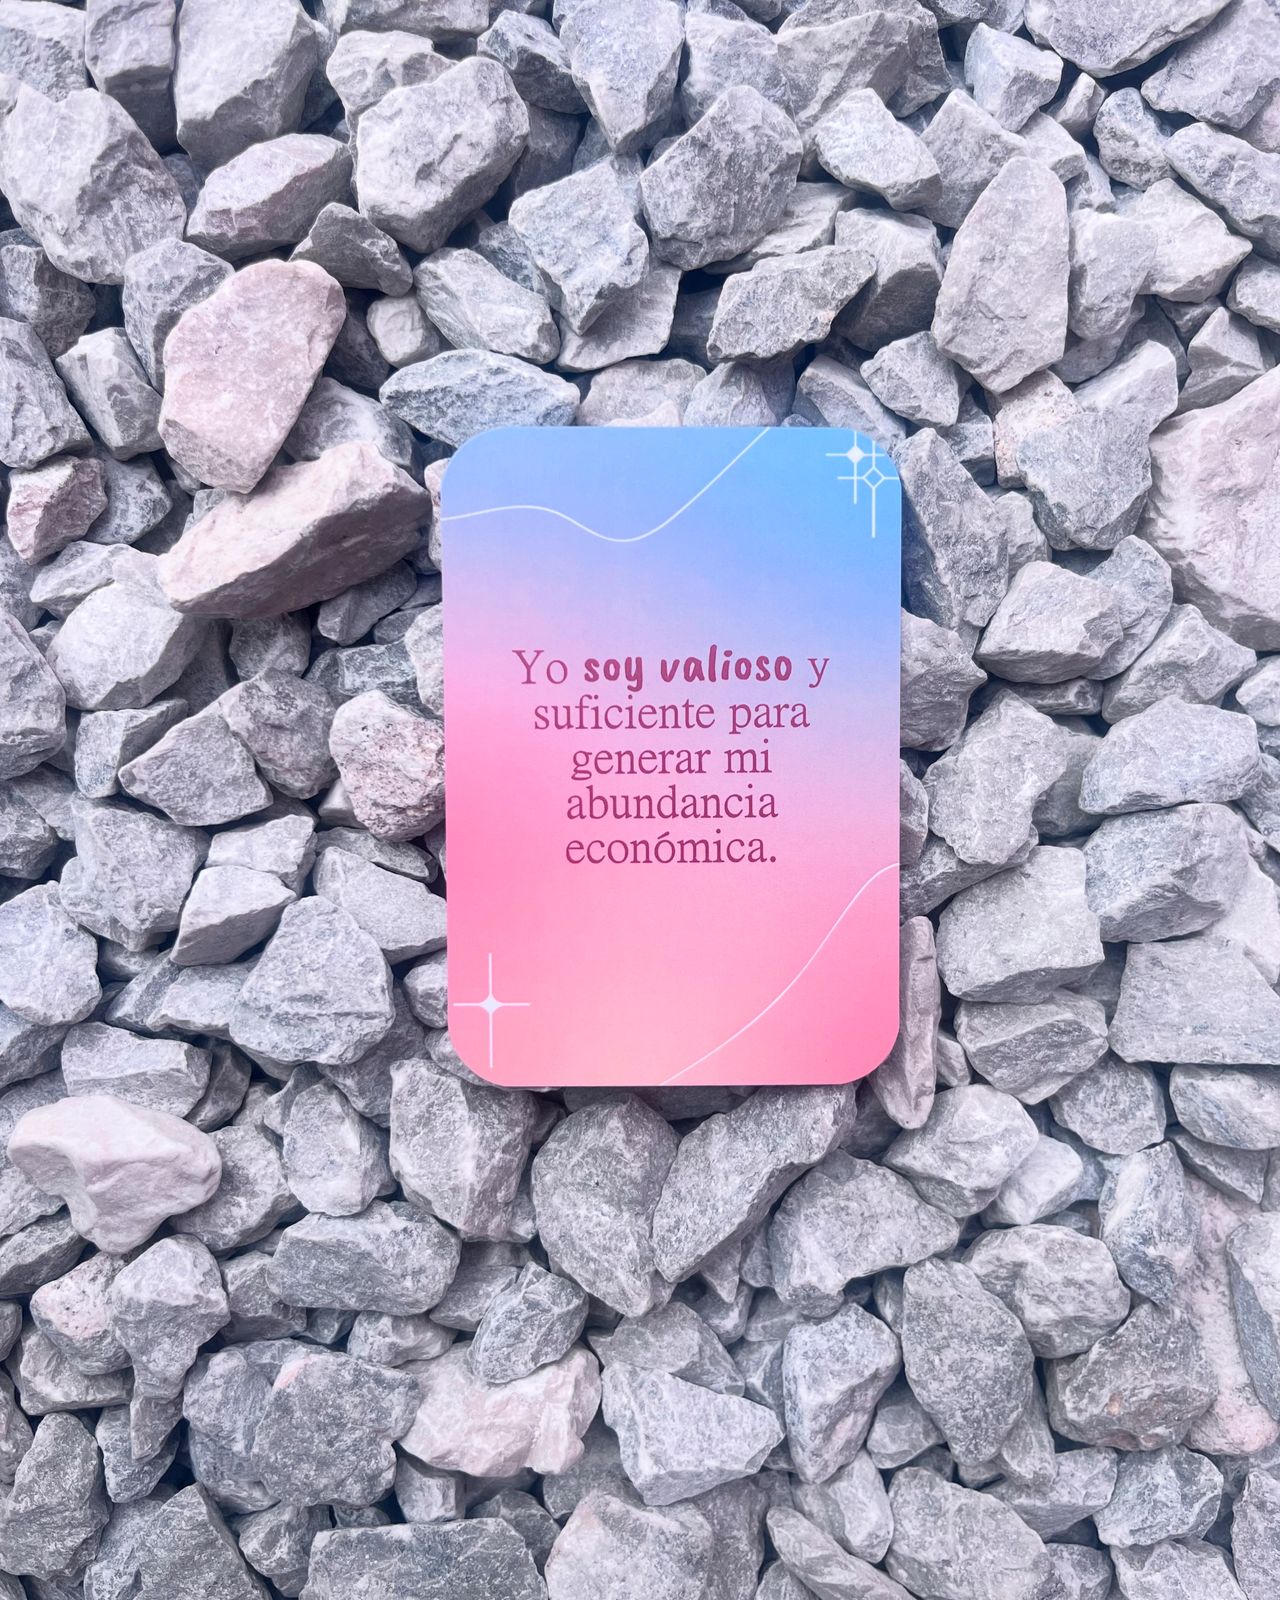 Yo soy valioso y
suficiente para
generar mi
abundancia
económica.